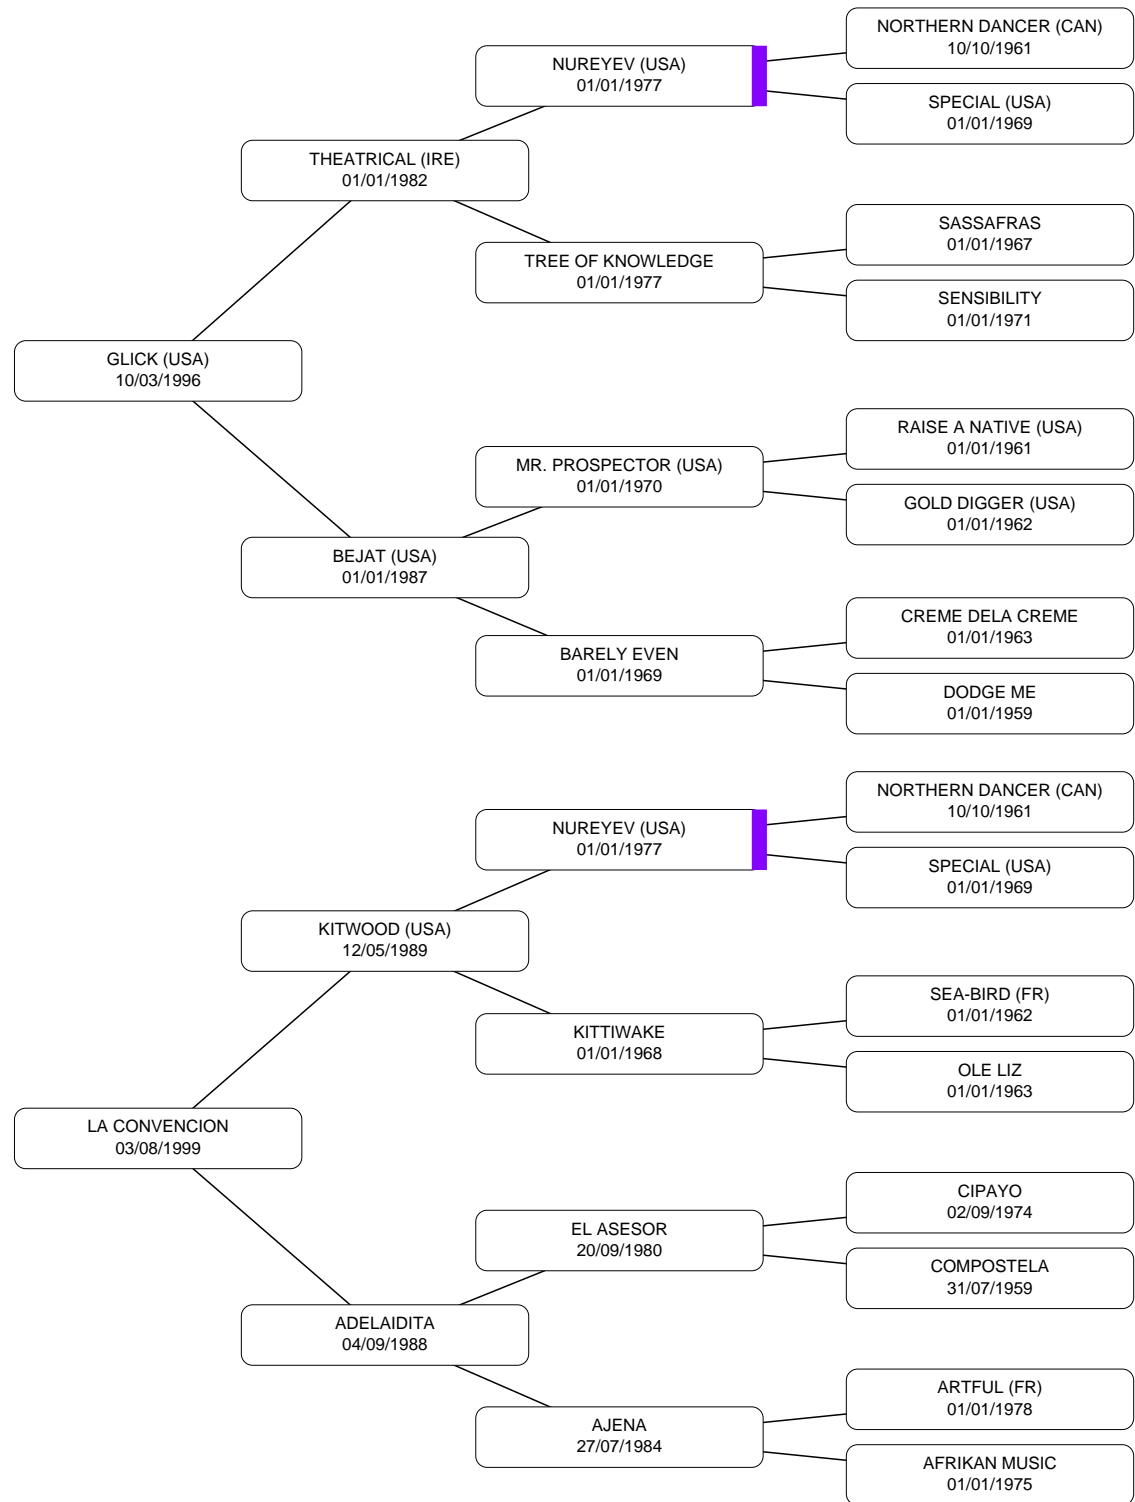 NORTHERN DANCER (CAN)
10/10/1961
NUREYEV (USA)
01/01/1977
SPECIAL (USA)
01/01/1969
THEATRICAL (IRE)
01/01/1982
SASSAFRAS
01/01/1967
TREE OF KNOWLEDGE
01/01/1977
SENSIBILITY
01/01/1971
GLICK (USA)
10/03/1996
RAISE A NATIVE (USA)
01/01/1961
MR. PROSPECTOR (USA)
01/01/1970
GOLD DIGGER (USA)
01/01/1962
BEJAT (USA)
01/01/1987
CREME DELA CREME
01/01/1963
BARELY EVEN
01/01/1969
DODGE ME
01/01/1959
NORTHERN DANCER (CAN)
10/10/1961
NUREYEV (USA)
01/01/1977
SPECIAL (USA)
01/01/1969
KITWOOD (USA)
12/05/1989
SEA-BIRD (FR)
01/01/1962
KITTIWAKE
01/01/1968
OLE LIZ
01/01/1963
LA CONVENCION
03/08/1999
CIPAYO
02/09/1974
EL ASESOR
20/09/1980
COMPOSTELA
31/07/1959
ADELAIDITA
04/09/1988
ARTFUL (FR)
01/01/1978
AJENA
27/07/1984
AFRIKAN MUSIC
01/01/1975